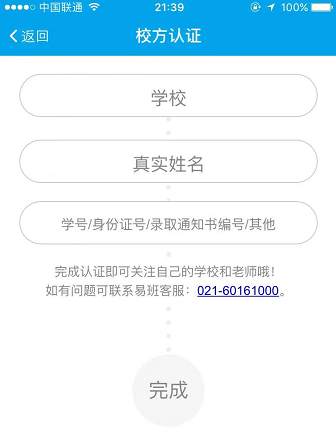 中国联通 21:39 100%
返回 校方认证
学校
真实姓名
学号/身份证号/录取通知书编号/其他
完成认证即可关注自己的学校和老师哦!
如有问题可联系易班客服：021-60161000。
完成